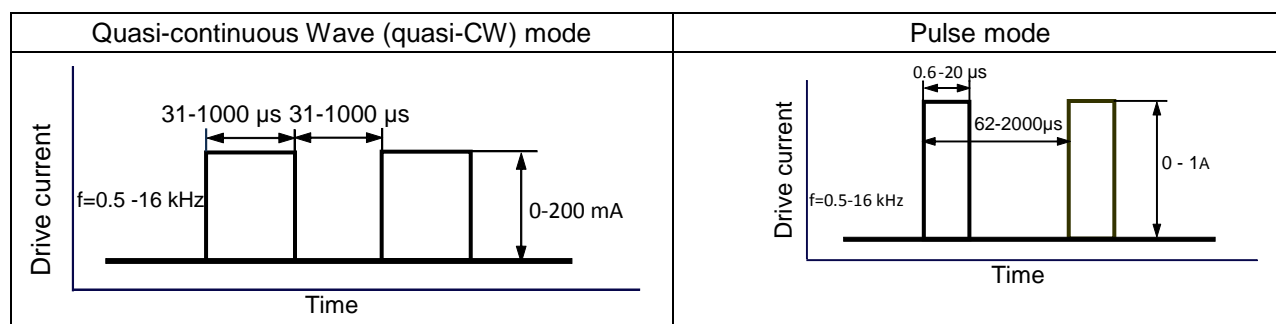 Quasi-continuous Wave (quasi-CW) mode
31-1000 µs 31-1000 µs
f=0.5 -16 kHz
0-200 mA
Drive current
Time
Pulse mode
0.6-20 µs
62-2000µs
0 - 1A
f=0.5-16 kHz
Drive current
Time